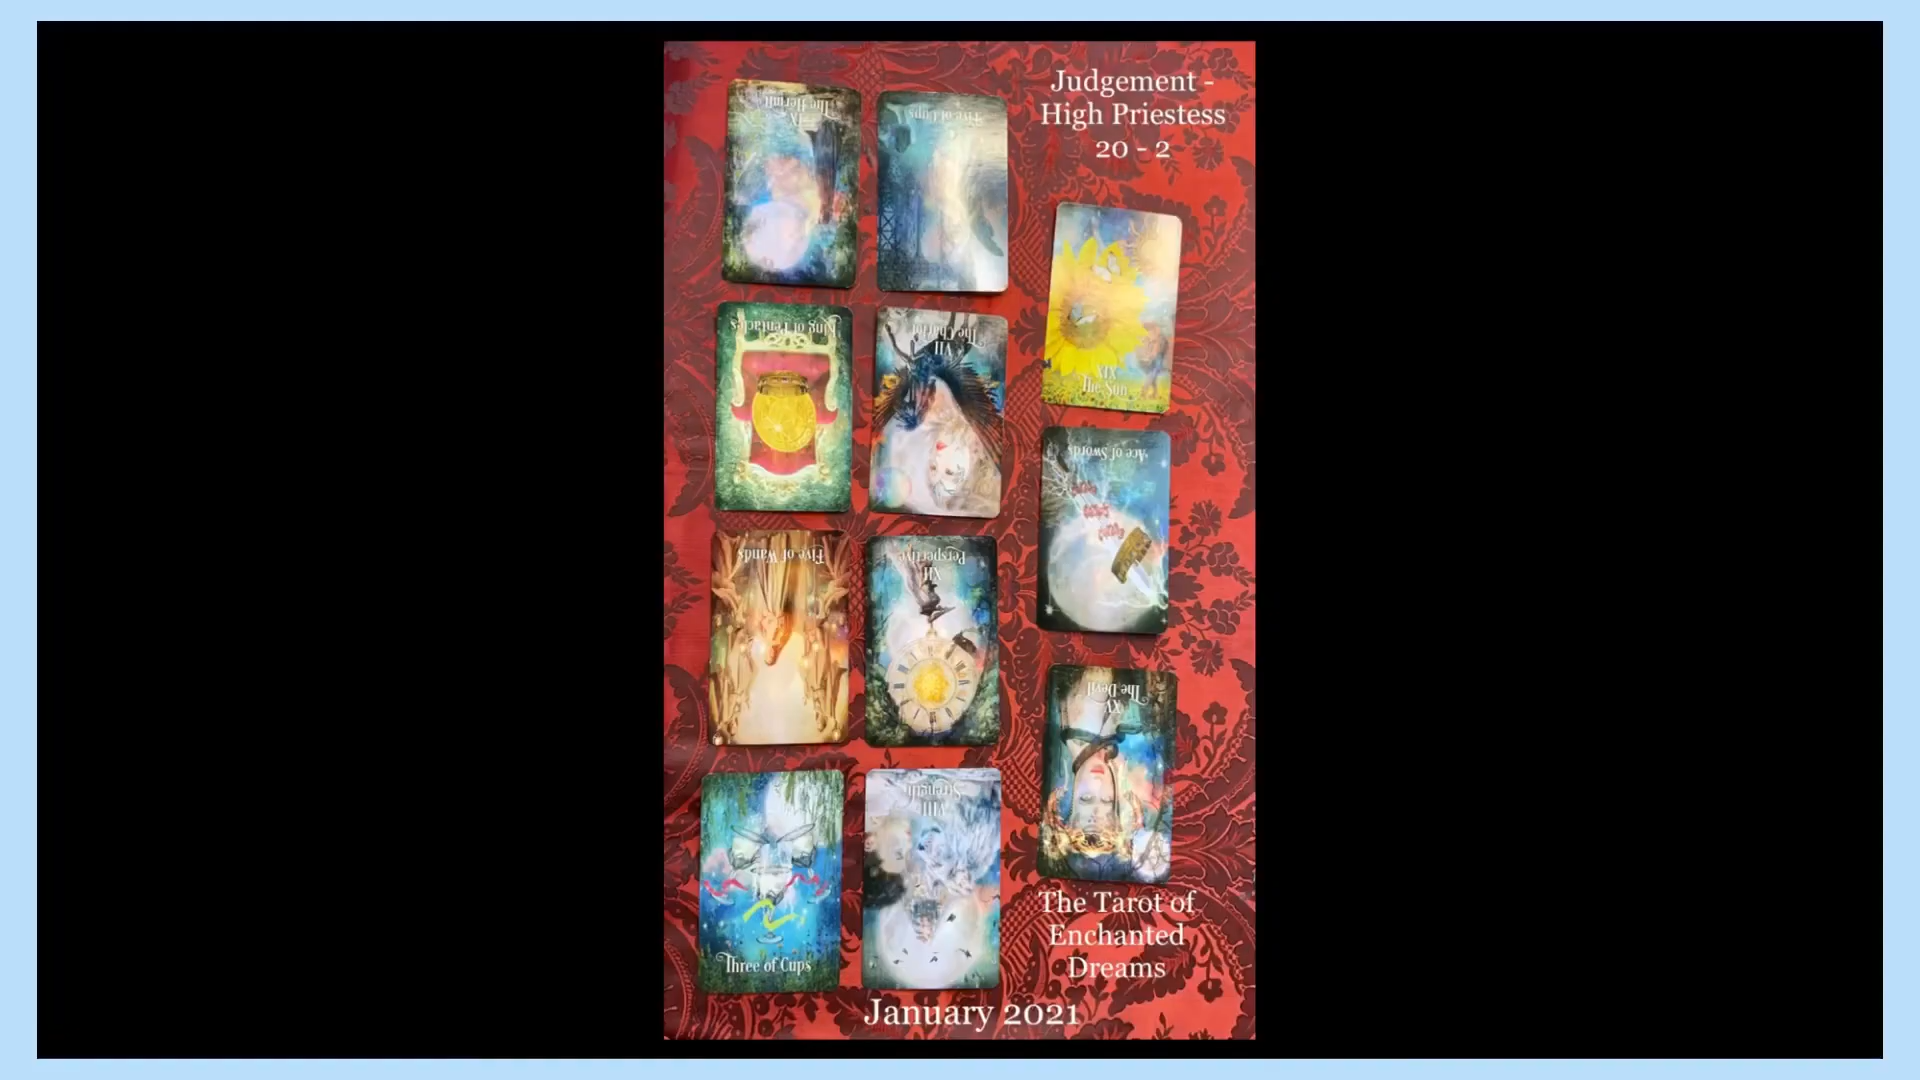 Judgement -
High Priestess
20 - 2
The Hermit
IX
Five of Cups
XIX
The Sun
King of Pentacles
The Chariot
VII
Ace of Swords
Five of Wands
Perspective
XII
The Devil
XV
Three of Cups
Strength
VIII
The Tarot of
Enchanted
Dreams
January 2021